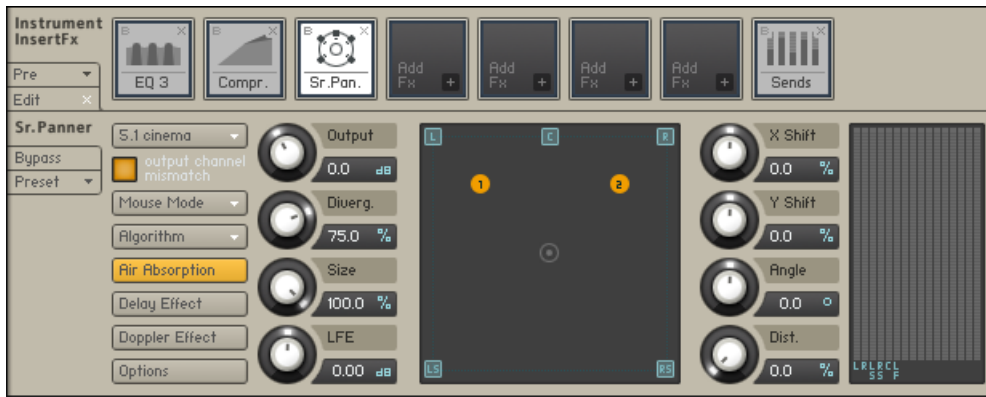 Instrument
InsertFx
Pre
Edit ×
B X
EQ 3
B X
Compr.
B X
Sr.Pan.
Add
Fx +
Add
Fx +
Add
Fx +
Add
Fx +
B X
Sends
Sr.Panner
Bypass
Preset
5.1 cinema
output channel
mismatch
Mouse Mode
Algorithm
Air Absorption
Delay Effect
Doppler Effect
Options
Output
0.0 dB
Diverg.
75.0 %
Size
100.0 %
LFE
0.00 dB
L C R
1 2
LS RS
X Shift
0.0 %
Y Shift
0.0 %
Angle
0.0 °
Dist.
0.0 %
LRLRCL
SS F